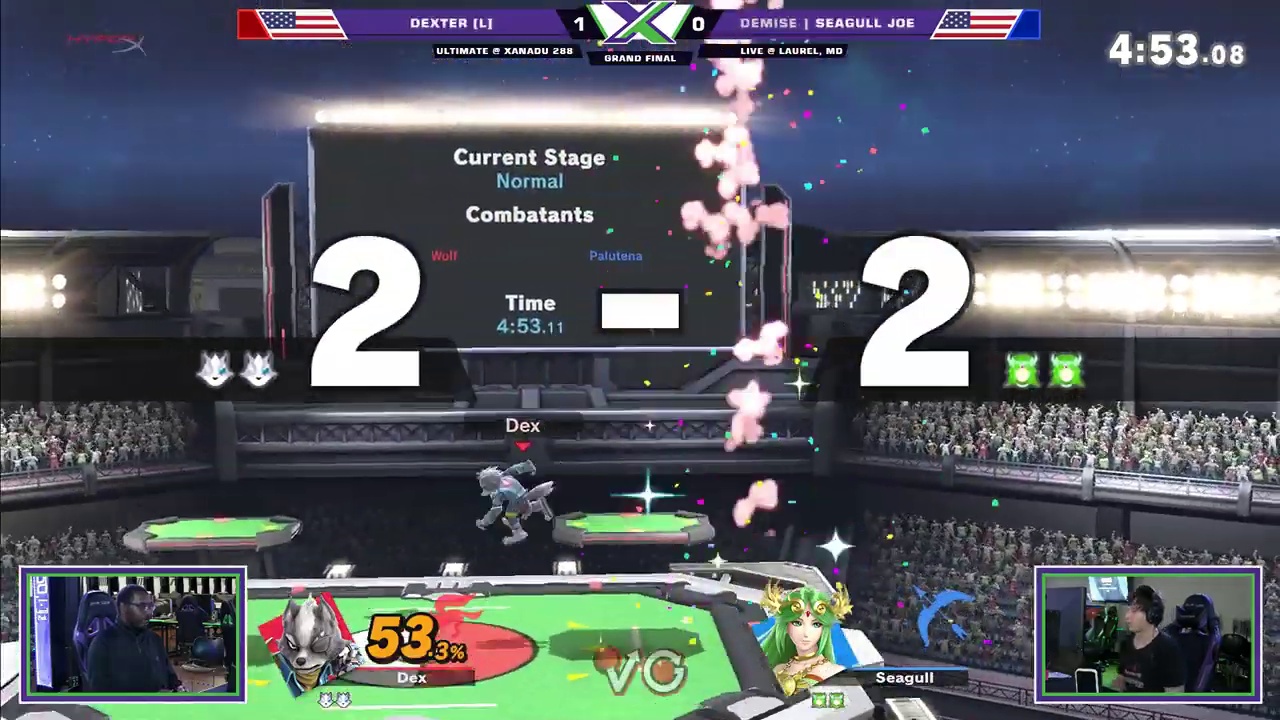 DEXTER [L]
1
0
DEMISE | SEAGULL JOE
ULTIMATE @ XANADU 288
LIVE @ LAUREL, MD
GRAND FINAL
4:53.08
Current Stage
Normal
Combatants
Wolf
Palutena
Time
4:53.11
2
2
Dex
53.3%
Dex
Seagull